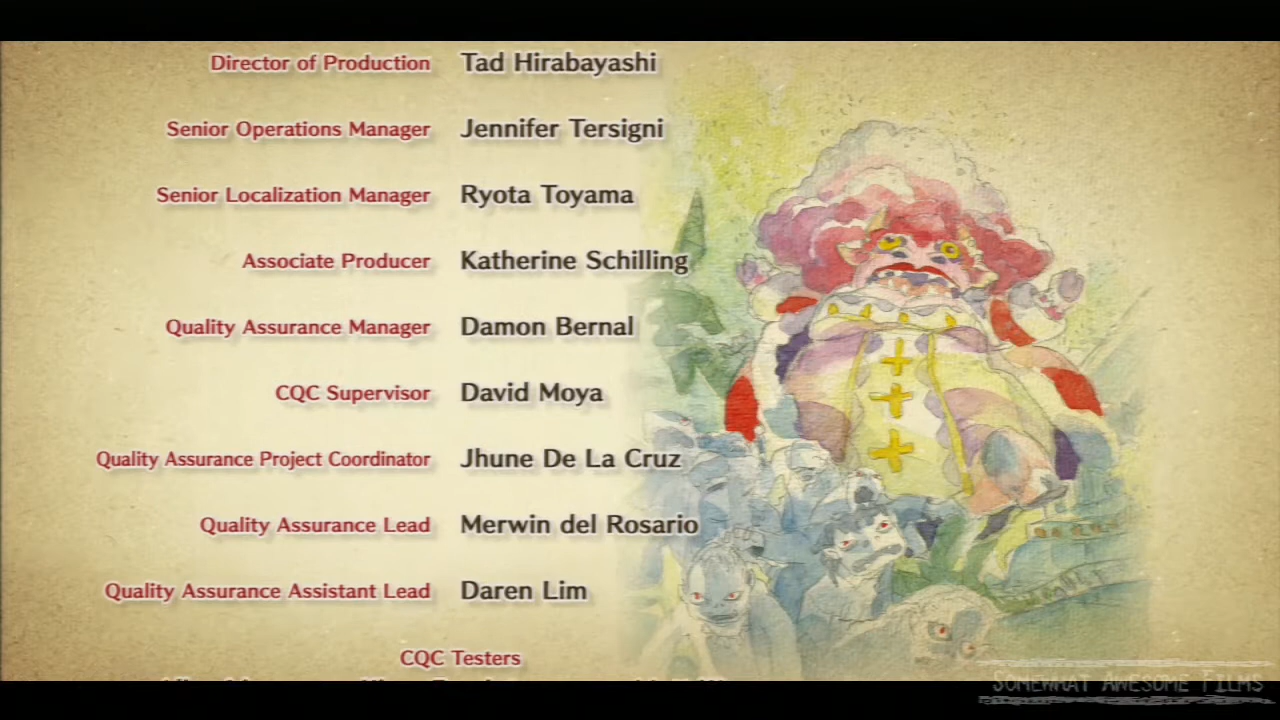 Director of Production Tad Hirabayashi
Senior Operations Manager Jennifer Tersigni
Senior Localization Manager Ryota Toyama
Associate Producer Katherine Schilling
Quality Assurance Manager Damon Bernal
CQC Supervisor David Moya
Quality Assurance Project Coordinator Jhune De La Cruz
Quality Assurance Lead Merwin del Rosario
Quality Assurance Assistant Lead Daren Lim
CQC Testers
Somewhat Awesome Films